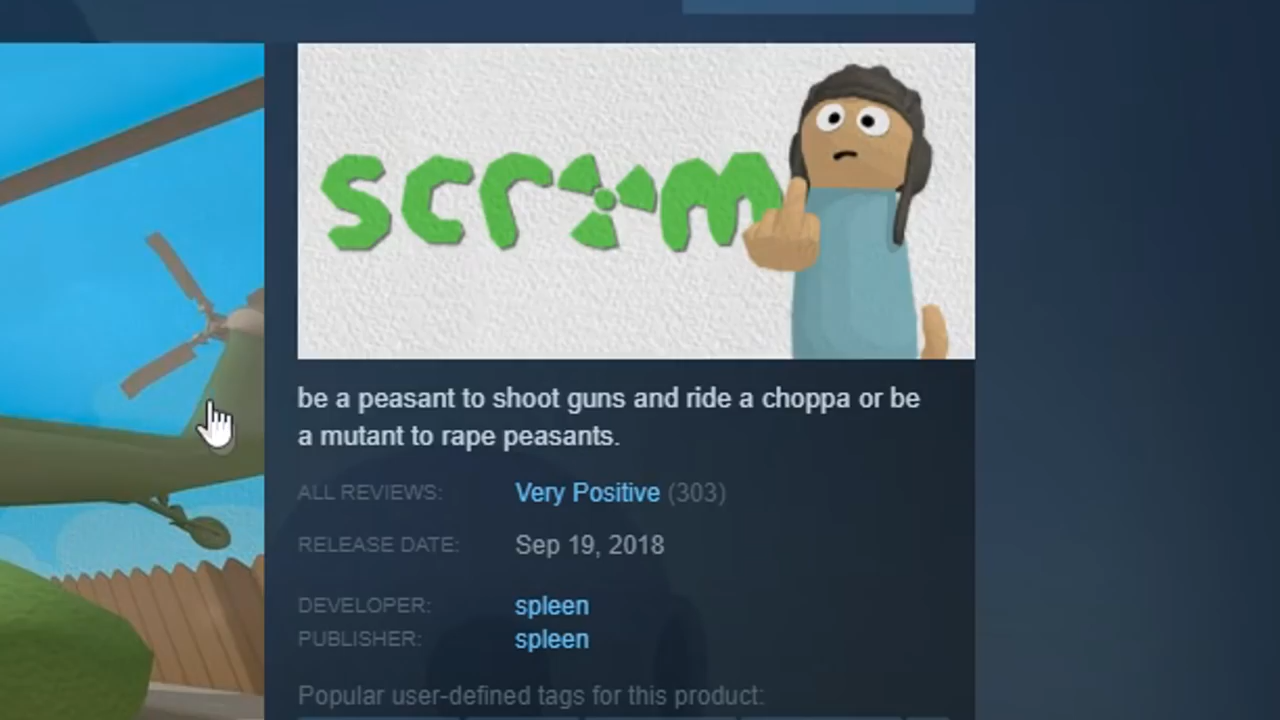 scram
be a peasant to shoot guns and ride a choppa or be
a mutant to rape peasants.
ALL REVIEWS: Very Positive (303)
RELEASE DATE: Sep 19, 2018
DEVELOPER: spleen
PUBLISHER: spleen
Popular user-defined tags for this product: